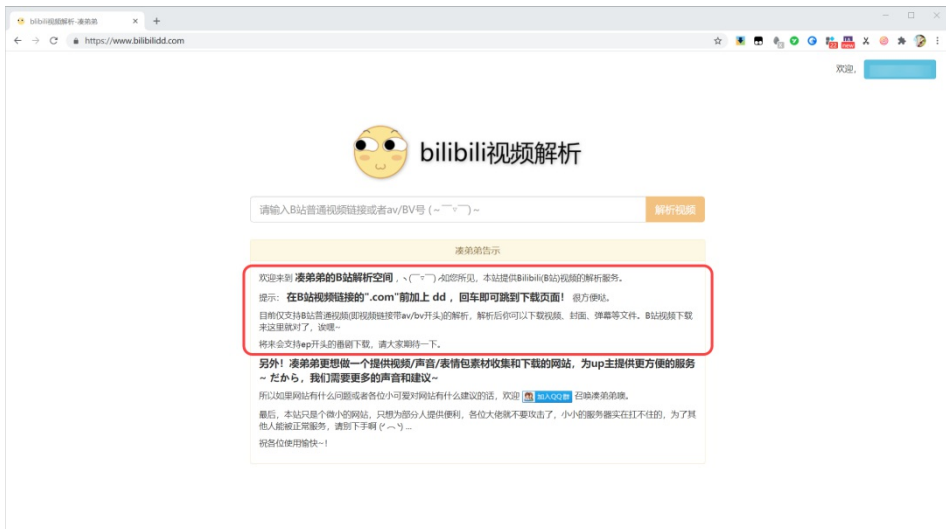 bilibili视频解析-凑弟弟
https://www.bilibilidd.com
new
欢迎,
bilibili视频解析
请输入B站普通视频链接或者av/BV号 (～￣▽￣)～
解析视频
凑弟弟告示
欢迎来到 凑弟弟的B站解析空间 ,ヽ(￣▽￣)ﾉ如您所见，本站提供Bilibili(B站)视频的解析服务。
提示: 在B站视频链接的".com"前加上 dd ，回车即可跳到下载页面！ 很方便哒。
目前仅支持B站普通视频(即视频链接带av/bv开头)的解析，解析后你可以下载视频、封面、弹幕等文件。B站视频下载
来这里就对了，诶嘿~
将来会支持ep开头的番剧下载，请大家期待一下。
另外！凑弟弟更想做一个提供视频/声音/表情包素材收集和下载的网站，为up主提供更方便的服务
~ だから，我们需要更多的声音和建议~
所以如果网站有什么问题或者各位小可爱对网站有什么建议的话，欢迎 加入QQ群 召唤凑弟弟噢。
最后，本站只是个微小的网站，只想为部分人提供便利，各位大佬就不要攻击了，小小的服务器实在扛不住的，为了其
他人能被正常服务，请别下手啊 (´へ`) ...
祝各位使用愉快~!